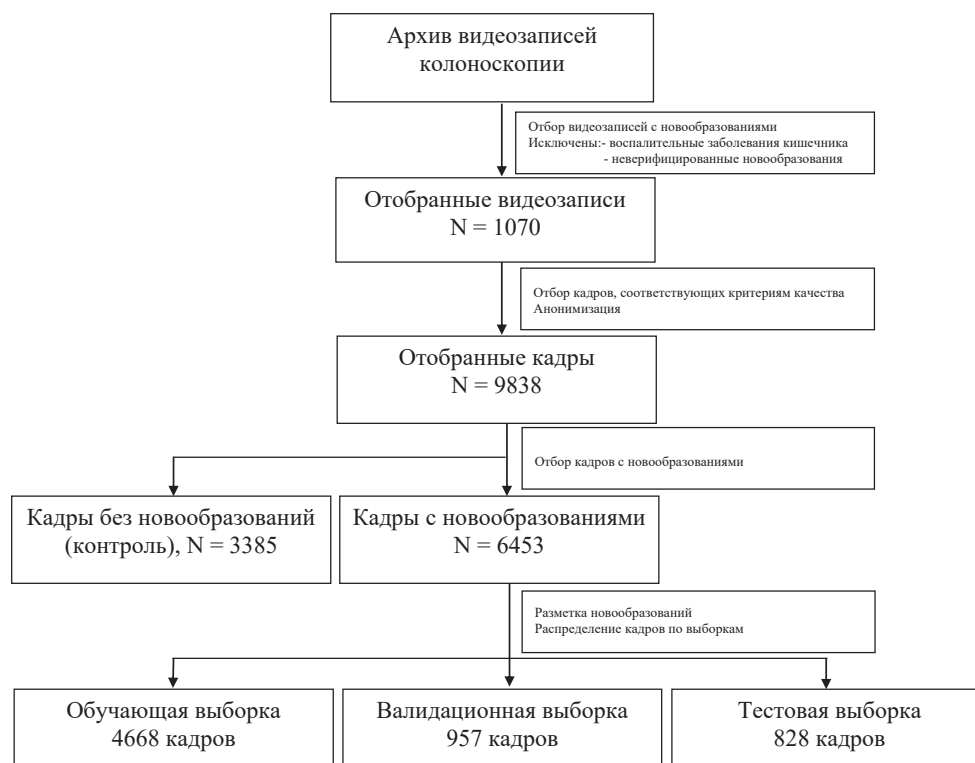 Архив видеозаписей
колоноскопии
Отбор видеозаписей с новообразованиями
Исключены:- воспалительные заболевания кишечника
- неверифицированные новообразования
Отобранные видеозаписи
N = 1070
Отбор кадров, соответствующих критериям качества
Анонимизация
Отобранные кадры
N = 9838
Отбор кадров с новообразованиями
Кадры без новообразований
(контроль), N = 3385
Кадры с новообразованиями
N = 6453
Разметка новообразований
Распределение кадров по выборкам
Обучающая выборка
4668 кадров
Валидационная выборка
957 кадров
Тестовая выборка
828 кадров